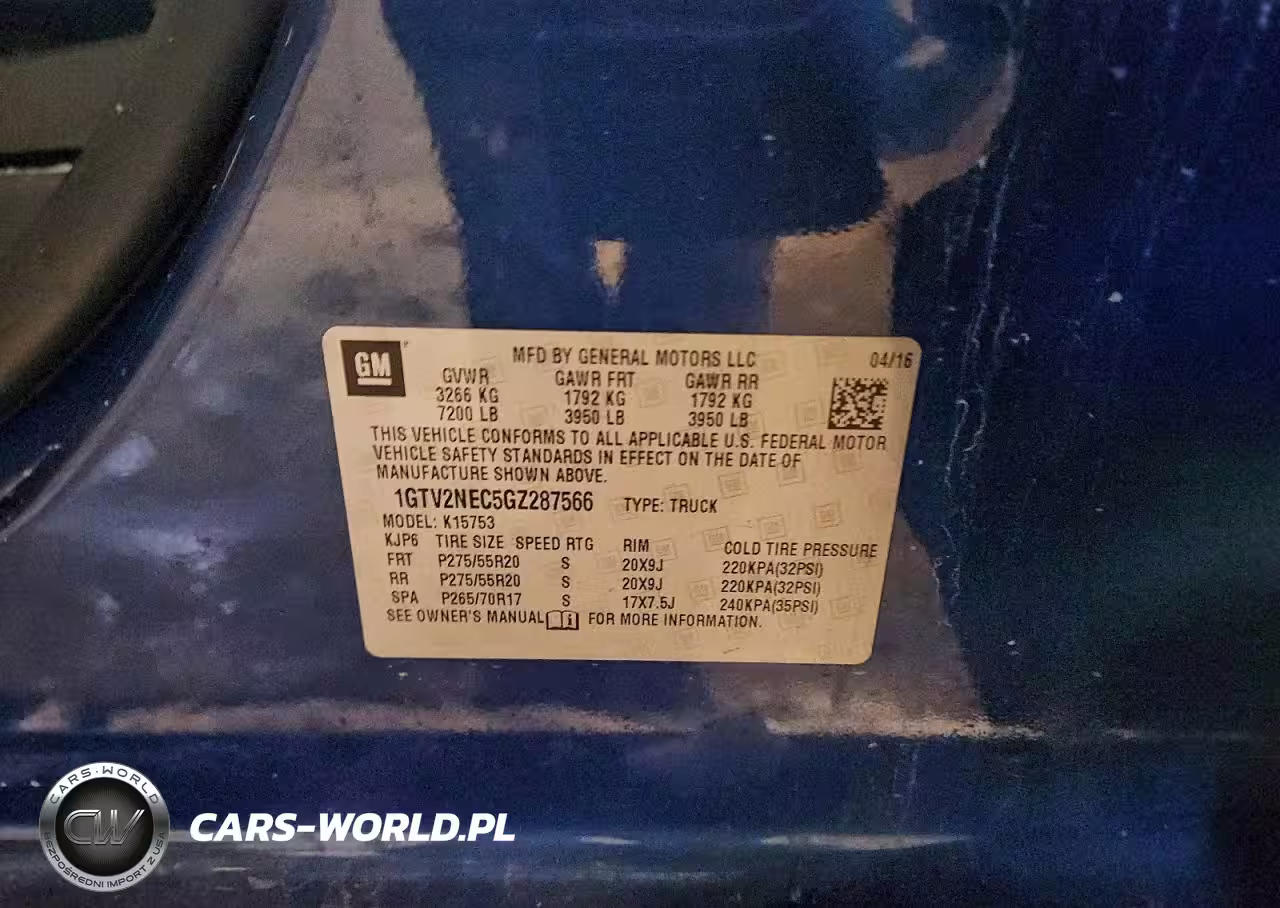 GM
MFD BY GENERAL MOTORS LLC 04/16
GVWR GAWR FRT GAWR RR
3266 KG 1792 KG 1792 KG
7200 LB 3950 LB 3950 LB
THIS VEHICLE CONFORMS TO ALL APPLICABLE U.S. FEDERAL MOTOR
VEHICLE SAFETY STANDARDS IN EFFECT ON THE DATE OF
MANUFACTURE SHOWN ABOVE.
1GTV2NEC5GZ287566 TYPE: TRUCK
MODEL: K15753
KJP6 TIRE SIZE SPEED RTG RIM COLD TIRE PRESSURE
FRT P275/55R20 S 20X9J 220KPA(32PSI)
RR P275/55R20 S 20X9J 220KPA(32PSI)
SPA P265/70R17 S 17X7.5J 240KPA(35PSI)
SEE OWNER'S MANUAL FOR MORE INFORMATION.
CARS-WORLD
CW
BEZPOŚREDNI IMPORT Z USA
CARS-WORLD.PL